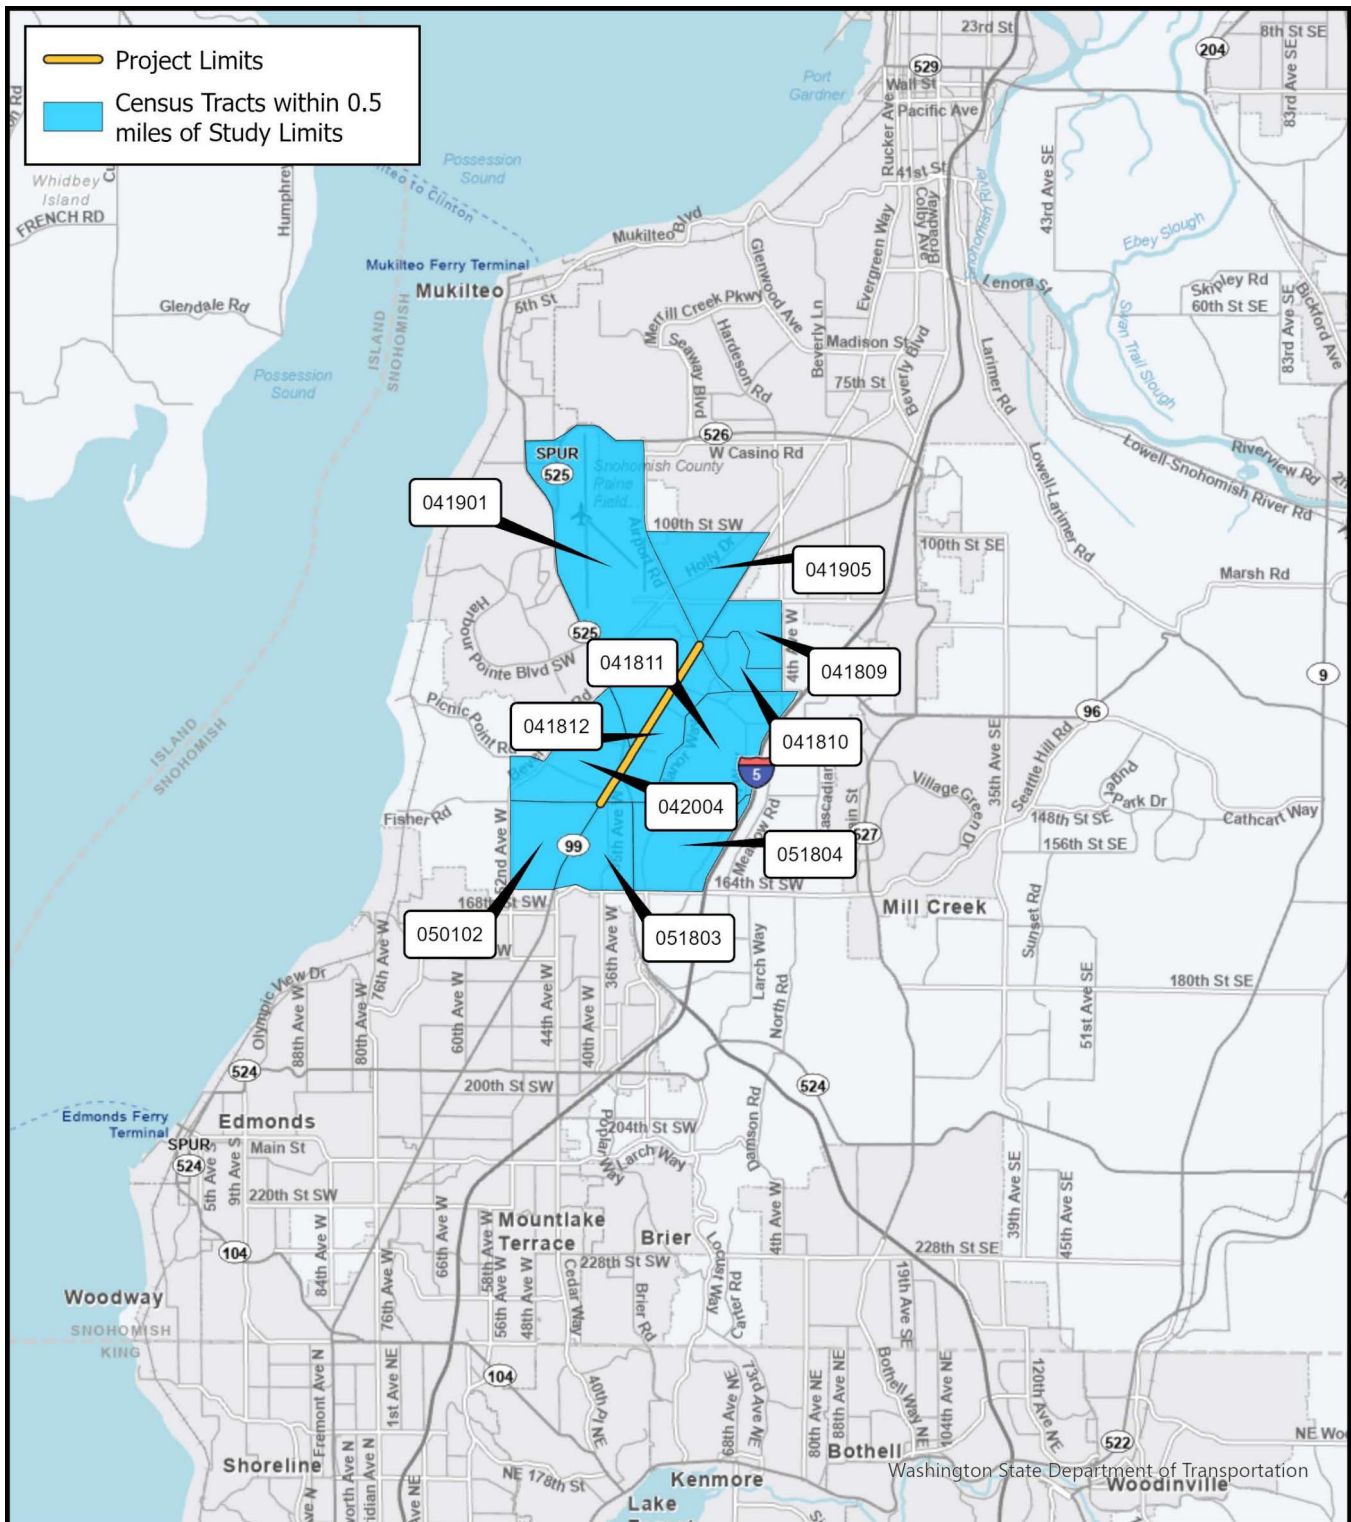 Project Limits
Census Tracts within 0.5
miles of Study Limits
23rd St
8th St SE
204
529
Wall St
Pacific Ave
Port
Gardner
83rd Ave SE
Rucker Ave
41st St
Colby Ave
Broadway
Snohomish River
43rd Ave SE
Possession
Sound
Whidbey
Island
FRENCH RD
Humphrey
to Clinton
Mukilteo Blvd
Ebey Slough
Mukilteo Ferry Terminal
Mukilteo
5th St
Glendale Rd
Glenwood Ave
Evergreen Way
Lenora St
60th St SE
83rd Ave SE
Bickford Ave
Merrill Creek Pkwy
Hardeson Rd
Seaway Blvd
Beverly Ln
Madison St
75th St
Beverly Blvd
Larimer Rd
Swan Trail Slough
ISLAND
SNOHOMISH
Possession
Sound
526
W Casino Rd
SPUR
525
Snohomish County
Paine
Field
Lowell-Larimer Rd
Lowell-Snohomish River Rd
Riverview Rd
041901
100th St SW
Airport Rd
Holly Dr
041905
100th St SE
Marsh Rd
Harbour Pointe Blvd SW
525
4th Ave W
041811
041809
9
Picnic Point Rd
041812
041810
96
ISLAND
SNOHOMISH
5
042004
35th Ave SE
Seattle Hill Rd
Village Green Dr
Puget Park Dr
148th St SE
Cathcart Way
156th St SE
Fisher Rd
52nd Ave W
99
35th Ave W
Meadow Rd
527
051804
164th St SW
168th St SW
Mill Creek
050102
051803
Sunset Rd
76th Ave W
36th Ave W
Larch Way
North Rd
180th St SE
51st Ave SE
Olympic View Dr
88th Ave W
80th Ave W
60th Ave W
44th Ave W
40th Ave W
524
200th St SW
524
Edmonds Ferry
Terminal
Edmonds
SPUR
524
Main St
5th Ave S
9th Ave S
204th St SW
Poplar Way
Larch Way
Damson Rd
220th St SW
4th Ave W
39th Ave SE
45th Ave SE
104
84th Ave W
66th Ave W
58th Ave W
Mountlake
Terrace
Brier
228th St SW
Locust Way
228th St SE
Woodway
76th Ave W
56th Ave W
48th Ave W
Cedar Way
Brier Rd
Carter Rd
19th Ave SE
SNOHOMISH
KING
104
Fremont Ave N
1st Ave NE
40th Pl NE
68th Ave NE
73rd Ave NE
80th Ave NE
88th Ave NE
Bothell Way NE
104th Ave NE
120th Ave NE
522
Shoreline
NE 178th St
Kenmore
Bothell
Washington State Department of Transportation
Woodinville
Lake